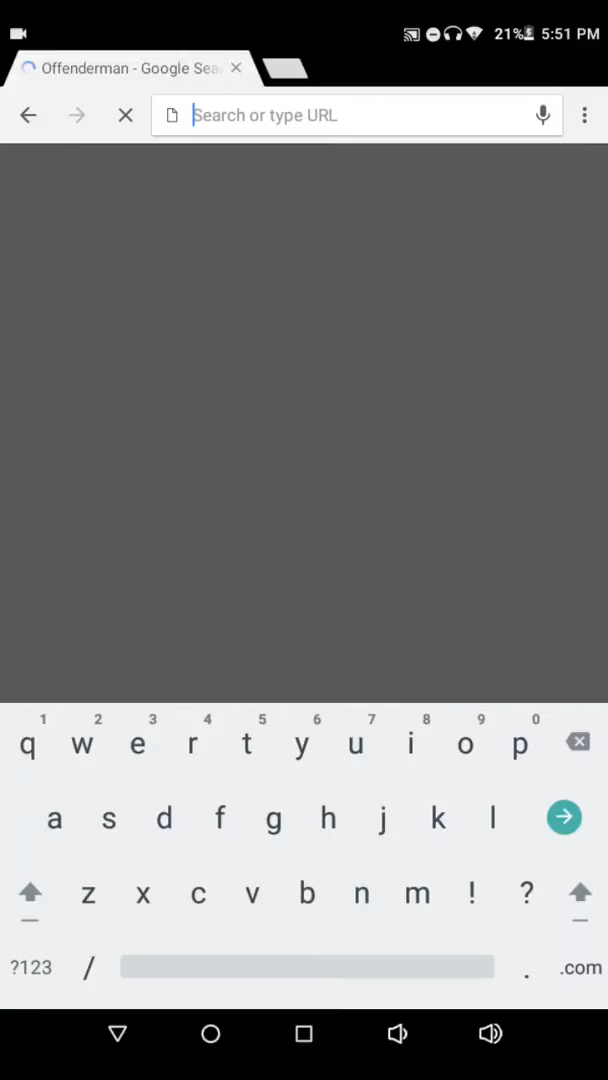 21% 5:51 PM
Offenderman - Google Sea
Search or type URL
1 2 3 4 5 6 7 8 9 0
q w e r t y u i o p
a s d f g h j k l
z x c v b n m ! ?
?123 / . .com